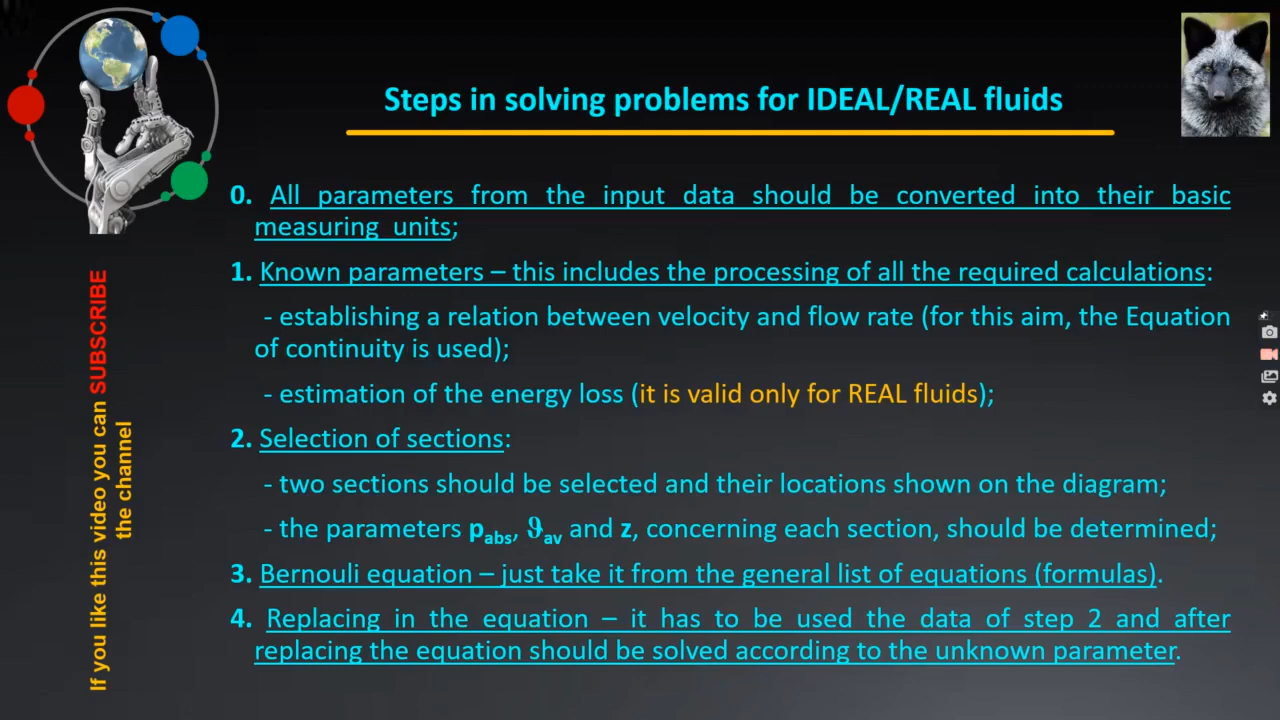 Steps in solving problems for IDEAL/REAL fluids
0. All parameters from the input data should be converted into their basic
measuring units;
1. Known parameters – this includes the processing of all the required calculations:
- establishing a relation between velocity and flow rate (for this aim, the Equation
of continuity is used);
- estimation of the energy loss (it is valid only for REAL fluids);
2. Selection of sections:
- two sections should be selected and their locations shown on the diagram;
- the parameters pabs, ϑav and z, concerning each section, should be determined;
3. Bernouli equation – just take it from the general list of equations (formulas).
4. Replacing in the equation – it has to be used the data of step 2 and after
replacing the equation should be solved according to the unknown parameter.
If you like this video you can SUBSCRIBE
the channel